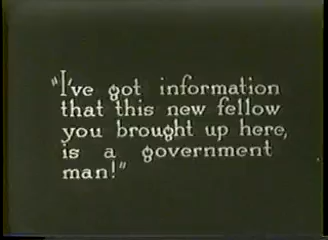 "I've got information
that this new fellow
you brought up here,
is a government
man!"